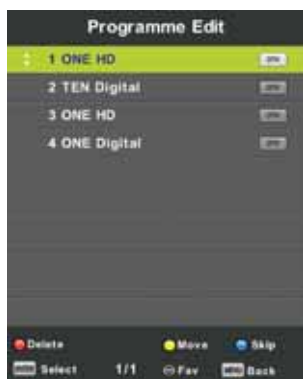 Programme Edit
1 ONE HD
2 TEN Digital
3 ONE HD
4 ONE Digital
Delete Move Skip
Select 1/1 Fav MENU Back